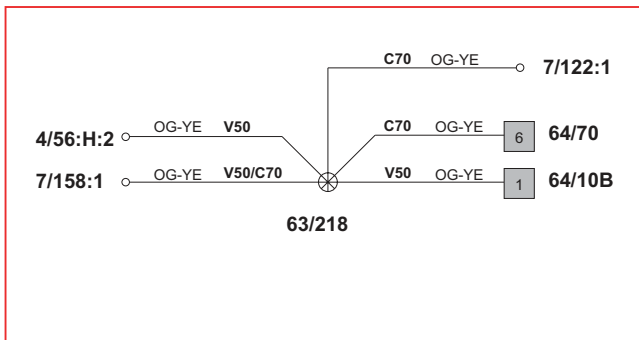 C70 OG-YE 7/122:1
4/56:H:2 OG-YE V50 C70 OG-YE 6 64/70
7/158:1 OG-YE V50/C70 V50 OG-YE 1 64/10B
63/218